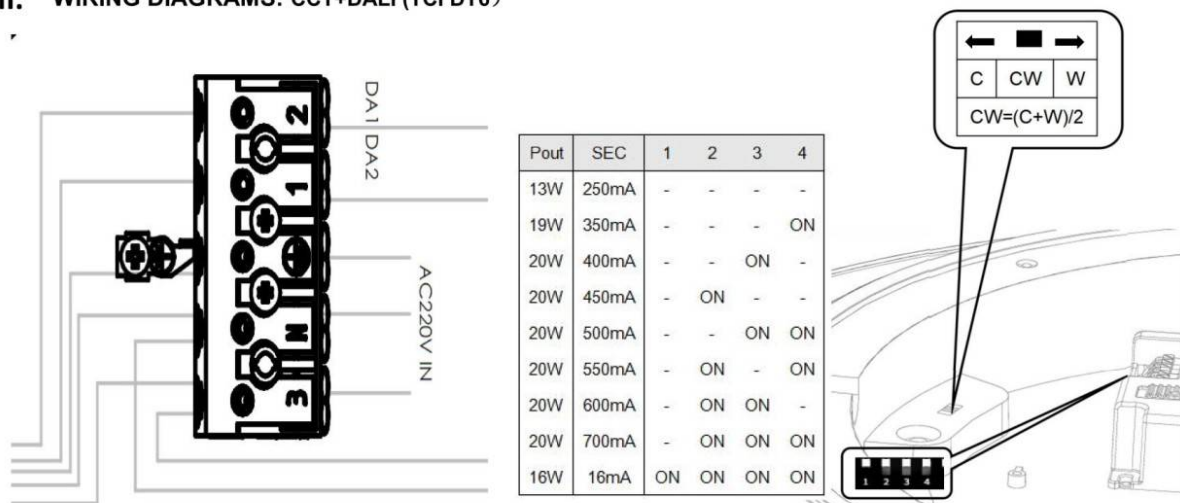 WIRING DIAGRAMS: CCT+DALI
DA1 DA2
2
1
N
3
AC220V IN
Pout SEC 1 2 3 4
13W 250mA - - - -
19W 350mA - - - ON
20W 400mA - - ON -
20W 450mA - ON - -
20W 500mA - - ON ON
20W 550mA - ON - ON
20W 600mA - ON ON -
20W 700mA - ON ON ON
16W 16mA ON ON ON ON
C CW W
CW=(C+W)/2
1 2 3 4